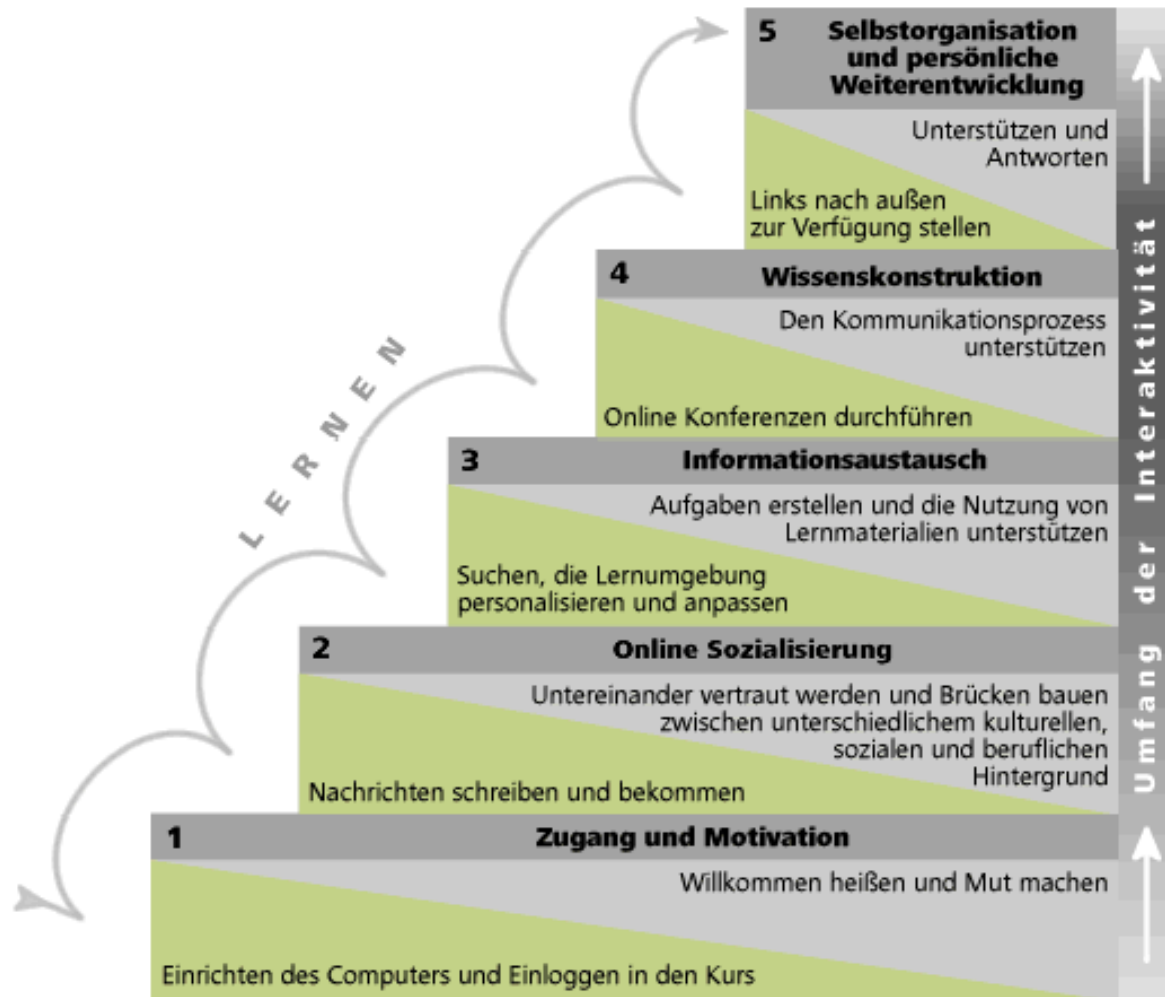 5 Selbstorganisation
und persönliche
Weiterentwicklung
Unterstützen und
Antworten
Links nach außen
zur Verfügung stellen
4 Wissenskonstruktion
Den Kommunikationsprozess
unterstützen
Online Konferenzen durchführen
3 Informationsaustausch
Aufgaben erstellen und die Nutzung von
Lernmaterialien unterstützen
Suchen, die Lernumgebung
personalisieren und anpassen
2 Online Sozialisierung
Untereinander vertraut werden und Brücken bauen
zwischen unterschiedlichem kulturellen,
sozialen und beruflichen
Hintergrund
Nachrichten schreiben und bekommen
1 Zugang und Motivation
Willkommen heißen und Mut machen
Einrichten des Computers und Einloggen in den Kurs
LERNEN
Umfang der Interaktivität